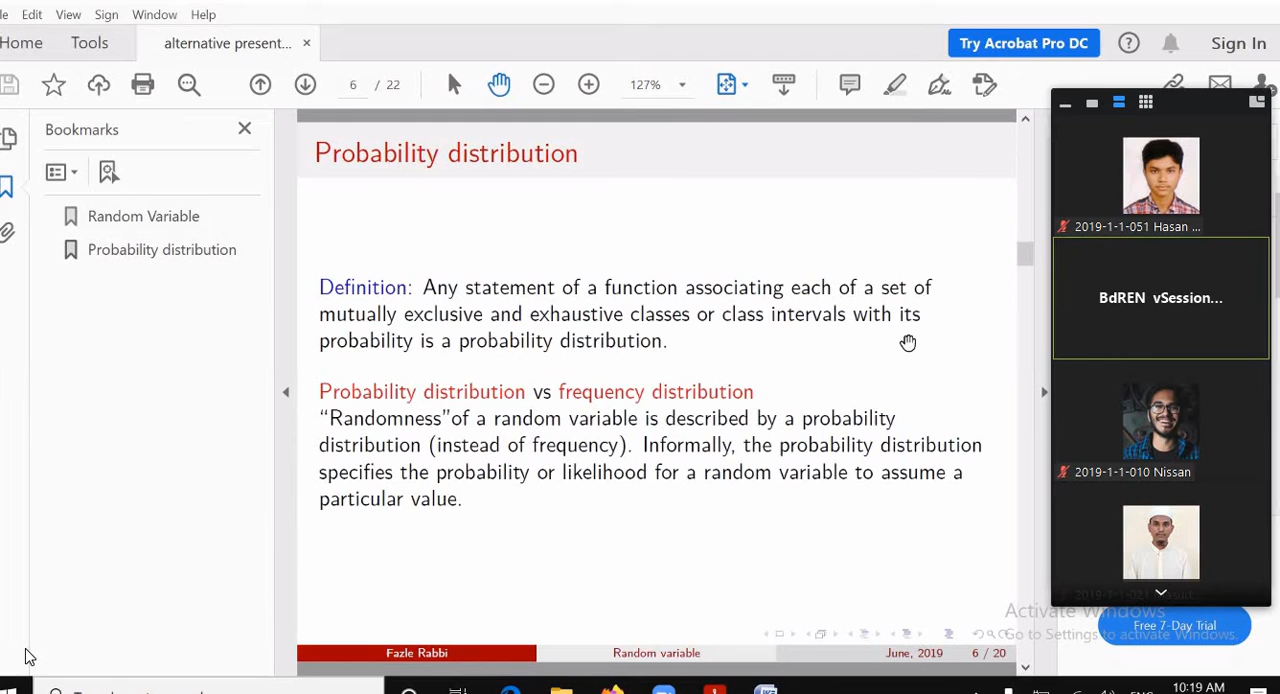 le Edit View Sign Window Help
Home Tools alternative present... × Try Acrobat Pro DC Sign In
6 / 22 127%
Bookmarks
Random Variable
Probability distribution
Probability distribution
Definition: Any statement of a function associating each of a set of
mutually exclusive and exhaustive classes or class intervals with its
probability is a probability distribution.
Probability distribution vs frequency distribution
“Randomness”of a random variable is described by a probability
distribution (instead of frequency). Informally, the probability distribution
specifies the probability or likelihood for a random variable to assume a
particular value.
Fazle Rabbi Random variable June, 2019 6 / 20
2019-1-1-051 Hasan ...
BdREN vSession...
2019-1-1-010 Nissan
Activate Windows
Go to Settings to activate Windows.
Free 7-Day Trial
10:19 AM